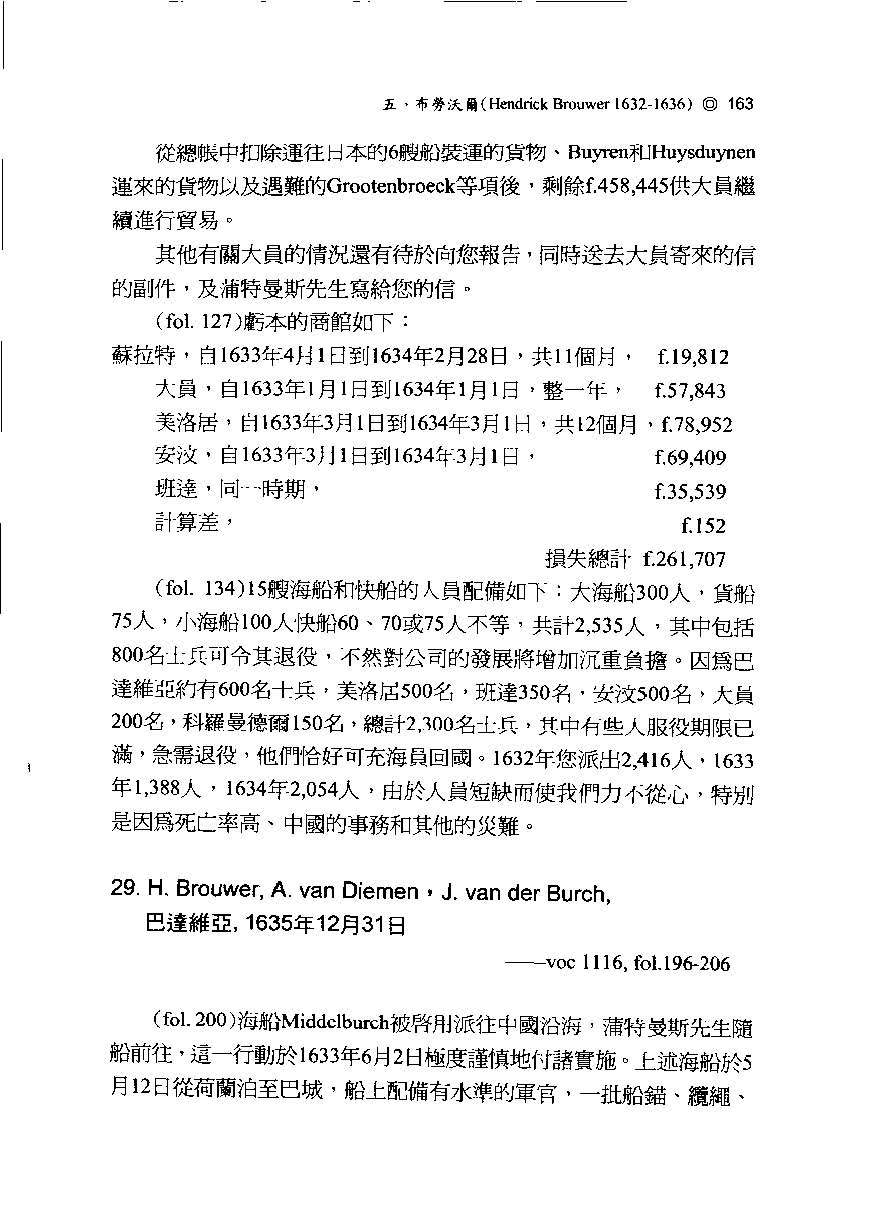 五、布勞沃爾(Hendrick Brouwer 1632-1636) ◎ 163
從總帳中扣除運往日本的6艘船裝運的貨物、Buyren和Huysduynen
運來的貨物以及遇難的Grootenbroeck等項後，剩餘f.458,445供大員繼
續進行貿易。
其他有關大員的情況還有待於向您報告，同時送去大員寄來的信
的副件，及蒲特曼斯先生寫給您的信。
(fol. 127)虧本的商館如下：
蘇拉特，自1633年4月1日到1634年2月28日，共11個月， f.19,812
大員，自1633年1月1日到1634年1月1日，整一年， f.57,843
美洛居，自1633年3月1日到1634年3月1日，共12個月，f.78,952
安汶，自1633年3月1日到1634年3月1日， f.69,409
班達，同一時期， f.35,539
計算差， f.152
損失總計 f.261,707
(fol. 134)15艘海船和快船的人員配備如下：大海船300人，貨船
75人，小海船100人快船60、70或75人不等，共計2,535人，其中包括
800名士兵可令其退役，不然對公司的發展將增加沉重負擔。因爲巴
達維亞約有600名士兵，美洛居500名，班達350名，安汶500名，大員
200名，科羅曼德爾150名，總計2,300名士兵，其中有些人服役期限已
滿，急需退役，他們恰好可充海員回國。1632年您派出2,416人，1633
年1,388人，1634年2,054人，由於人員短缺而使我們力不從心，特別
是因爲死亡率高、中國的事務和其他的災難。
29. H. Brouwer, A. van Diemen，J. van der Burch,
巴達維亞, 1635年12月31日
——voc 1116, fol.196-206
(fol. 200)海船Middelburch被啓用派往中國沿海，蒲特曼斯先生隨
船前往，這一行動於1633年6月2日極度謹慎地付諸實施。上述海船於5
月12日從荷蘭泊至巴城，船上配備有水準的軍官，一批船錨、纜繩、